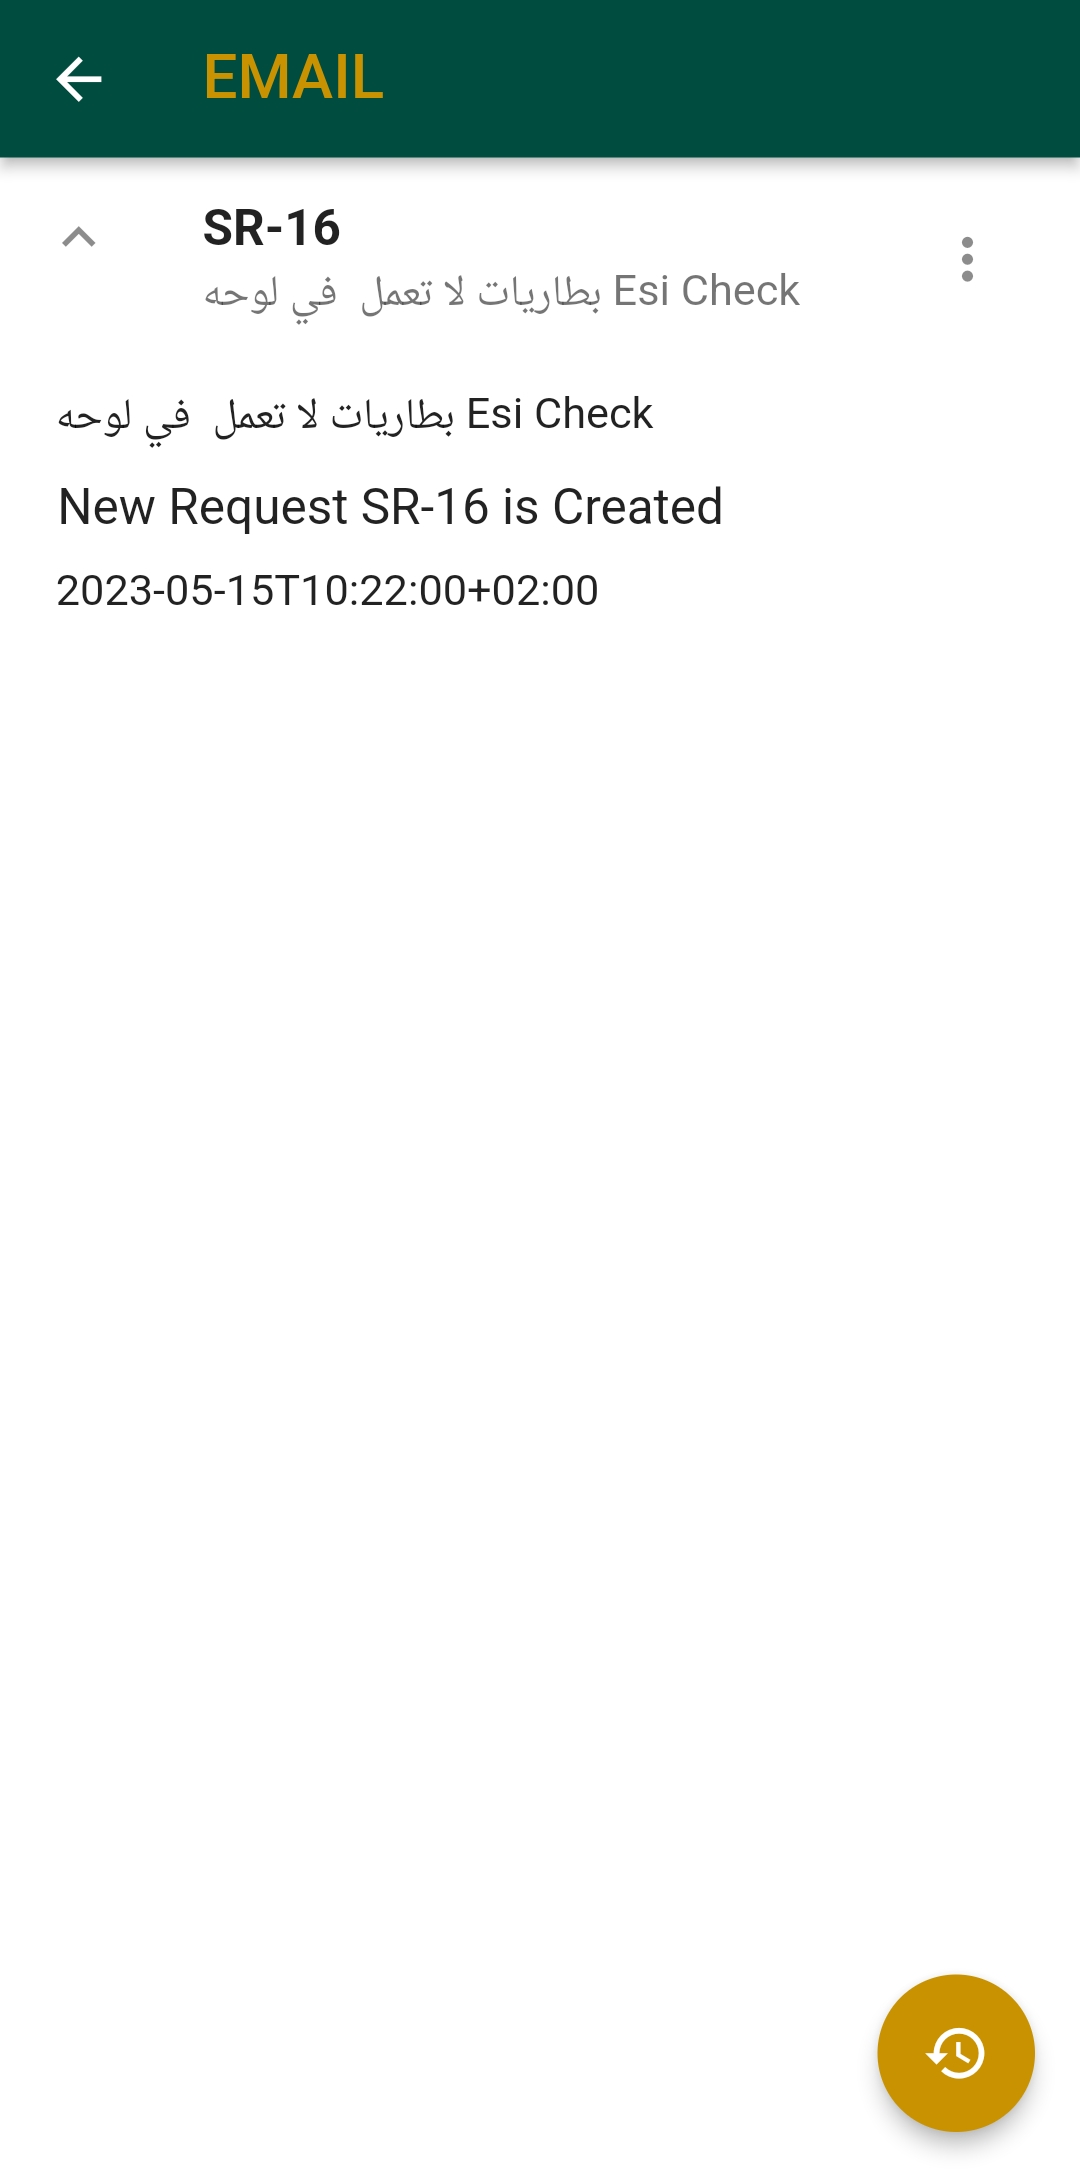 EMAIL
SR-16
بطاريات لا تعمل  في لوحه Esi Check
بطاريات لا تعمل  في لوحه Esi Check
New Request SR-16 is Created
2023-05-15T10:22:00+02:00